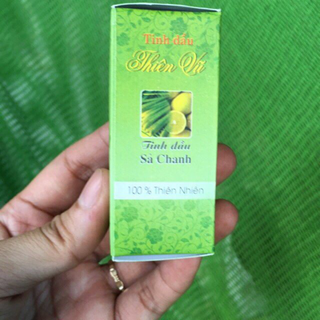 Tinh dầu
Thiên Vũ
Tinh dầu
Sả Chanh
100 % Thiên Nhiên